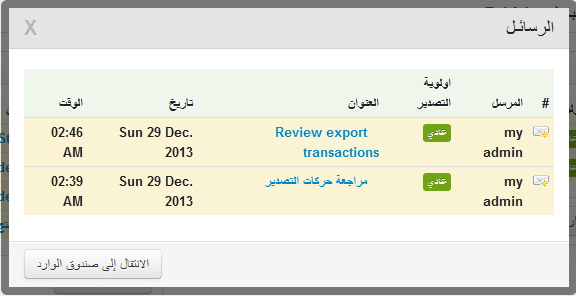 الرسائل X
# المرسل اولوية التصدير العنوان تاريخ الوقت
my admin عادي Review export transactions Sun 29 Dec. 2013 02:46 AM
my admin عادي مراجعة حركات التصدير Sun 29 Dec. 2013 02:39 AM
الانتقال إلى صندوق الوارد